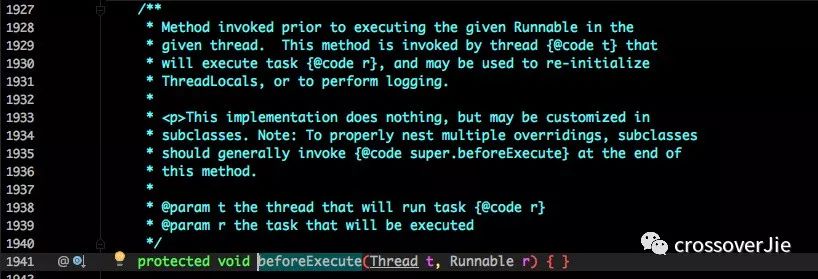 1927 /**
1928 * Method invoked prior to executing the given Runnable in the
1929 * given thread.  This method is invoked by thread {@code t} that
1930 * will execute task {@code r}, and may be used to re-initialize
1931 * ThreadLocals, or to perform logging.
1932 *
1933 * <p>This implementation does nothing, but may be customized in
1934 * subclasses. Note: To properly nest multiple overridings, subclasses
1935 * should generally invoke {@code super.beforeExecute} at the end of
1936 * this method.
1937 *
1938 * @param t the thread that will run task {@code r}
1939 * @param r the task that will be executed
1940 */
1941 @ protected void beforeExecute(Thread t, Runnable r) { }
crossoverJie